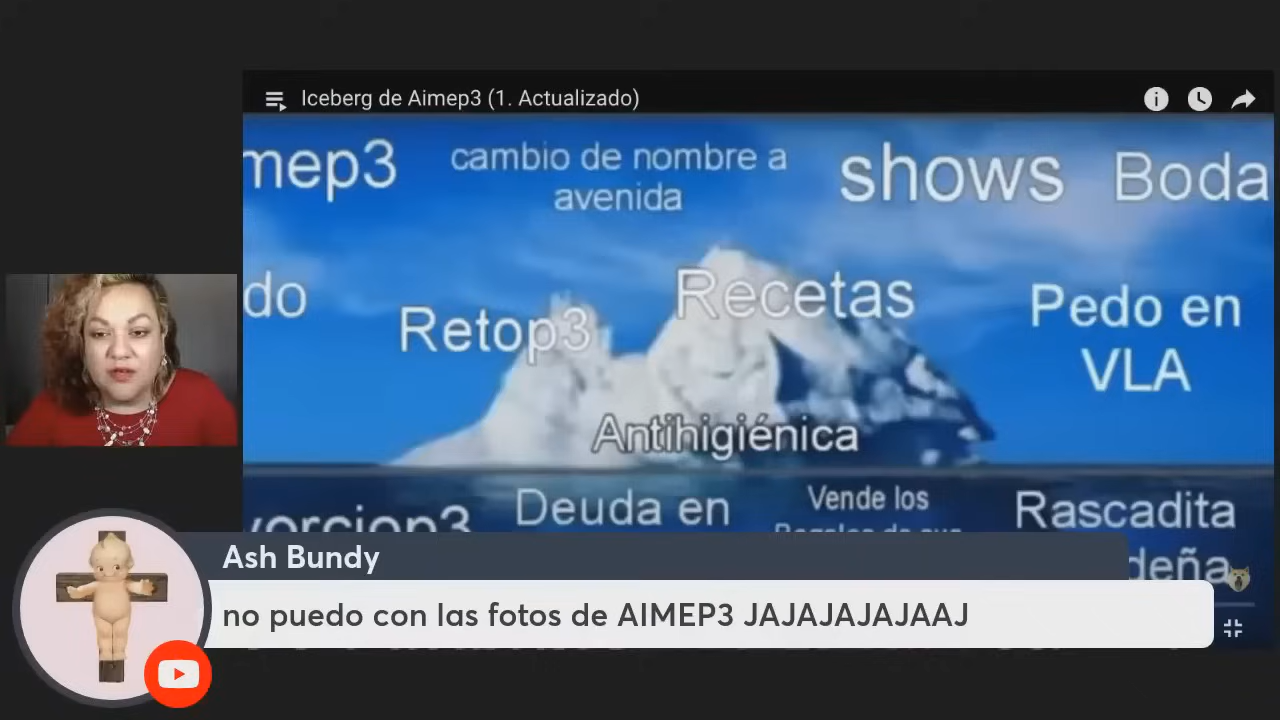 Iceberg de Aimep3 (1. Actualizado)
mep3
cambio de nombre a
avenida
shows
Boda
do
Retop3
Recetas
Pedo en
VLA
Antihigiénica
Deuda en
Vende los
Rascadita
deña
Ash Bundy
no puedo con las fotos de AIMEP3 JAJAJAJAJAAJ